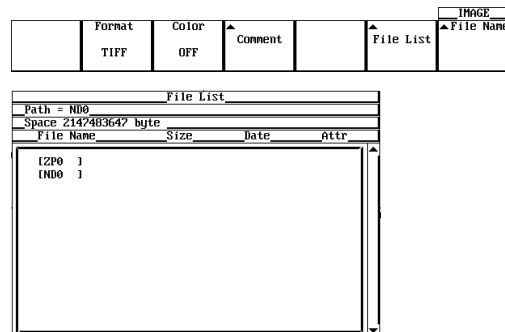 IMAGE
Format Color File Name
Comment File List
TIFF OFF
File List
Path = ND0
Space 2147483647 byte
File Name Size Date Attr
[ZP0 ]
[ND0 ]